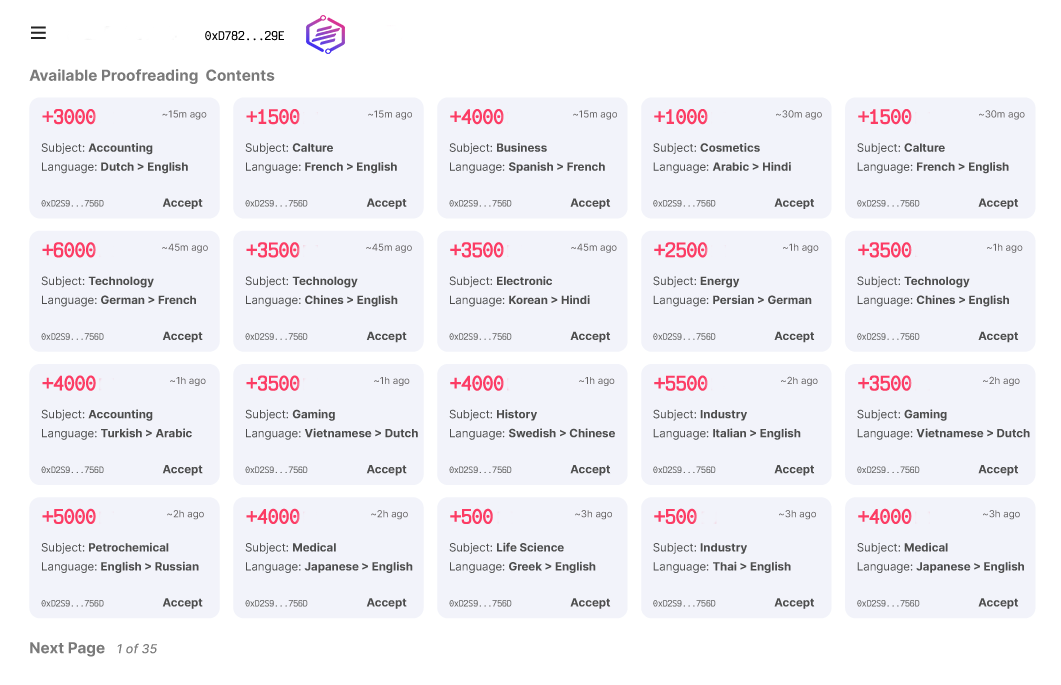 0xD782...29E
Available Proofreading Contents
+3000 ~15m ago
Subject: Accounting
Language: Dutch > English
0xD2S9...756D Accept
+1500 ~15m ago
Subject: Calture
Language: French > English
0xD2S9...756D Accept
+4000 ~15m ago
Subject: Business
Language: Spanish > French
0xD2S9...756D Accept
+1000 ~30m ago
Subject: Cosmetics
Language: Arabic > Hindi
0xD2S9...756D Accept
+1500 ~30m ago
Subject: Calture
Language: French > English
0xD2S9...756D Accept
+6000 ~45m ago
Subject: Technology
Language: German > French
0xD2S9...756D Accept
+3500 ~45m ago
Subject: Technology
Language: Chines > English
0xD2S9...756D Accept
+3500 ~45m ago
Subject: Electronic
Language: Korean > Hindi
0xD2S9...756D Accept
+2500 ~1h ago
Subject: Energy
Language: Persian > German
0xD2S9...756D Accept
+3500 ~1h ago
Subject: Technology
Language: Chines > English
0xD2S9...756D Accept
+4000 ~1h ago
Subject: Accounting
Language: Turkish > Arabic
0xD2S9...756D Accept
+3500 ~1h ago
Subject: Gaming
Language: Vietnamese > Dutch
0xD2S9...756D Accept
+4000 ~1h ago
Subject: History
Language: Swedish > Chinese
0xD2S9...756D Accept
+5500 ~2h ago
Subject: Industry
Language: Italian > English
0xD2S9...756D Accept
+3500 ~2h ago
Subject: Gaming
Language: Vietnamese > Dutch
0xD2S9...756D Accept
+5000 ~2h ago
Subject: Petrochemical
Language: English > Russian
0xD2S9...756D Accept
+4000 ~2h ago
Subject: Medical
Language: Japanese > English
0xD2S9...756D Accept
+500 ~3h ago
Subject: Life Science
Language: Greek > English
0xD2S9...756D Accept
+500 ~3h ago
Subject: Industry
Language: Thai > English
0xD2S9...756D Accept
+4000 ~3h ago
Subject: Medical
Language: Japanese > English
0xD2S9...756D Accept
Next Page 1 of 35